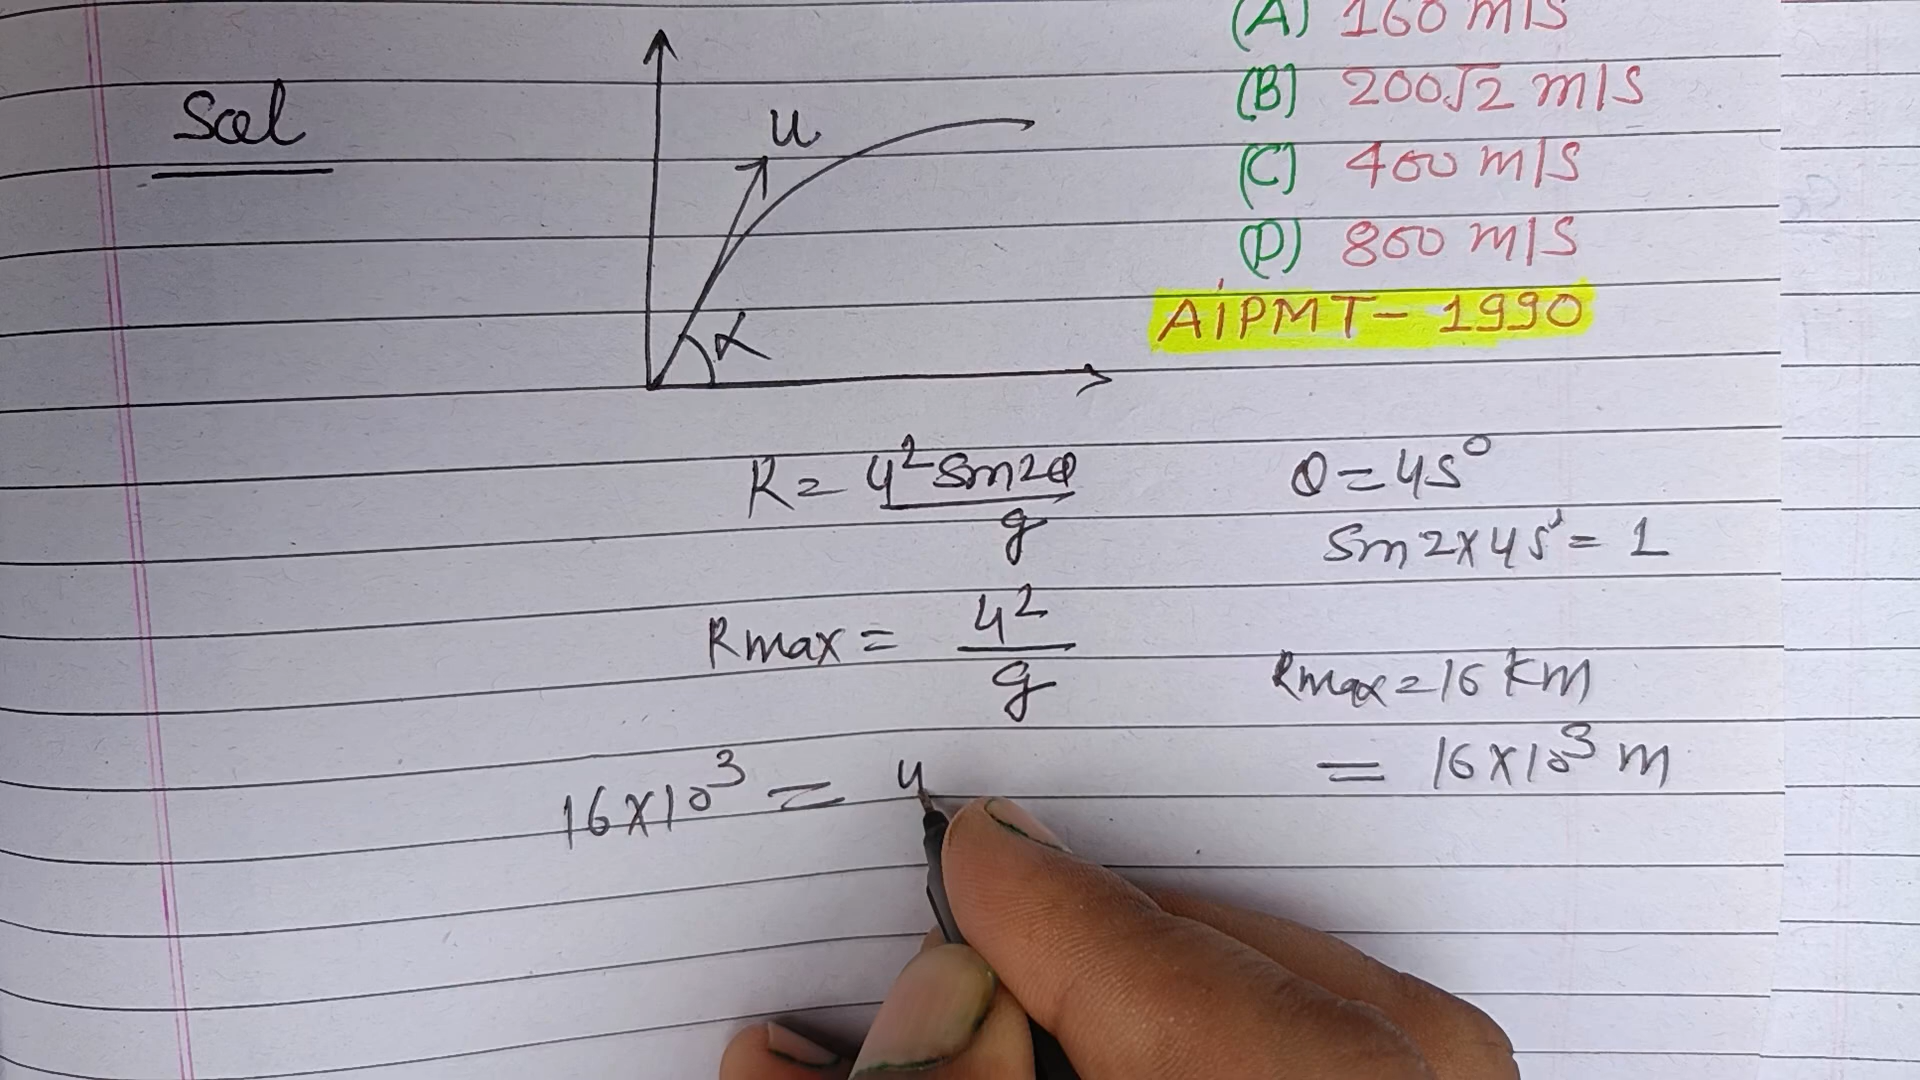 (A) 160 m/s
(B) 200√2 m/s
(C) 400 m/s
(D) 800 m/s
AiPMT - 1990
Sol
u
α
R = u² Sin2θ / g
θ = 45°
Sin 2×45° = 1
Rmax = u² / g
Rmax = 16 Km
= 16×10³ m
16×10³ = u